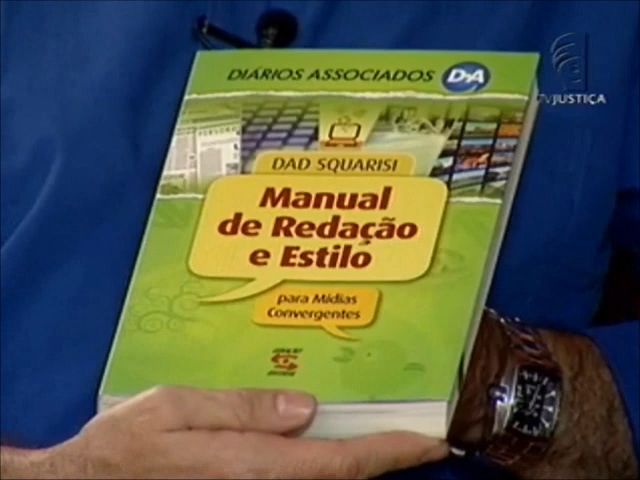 DIÁRIOS ASSOCIADOS DA
TVJUSTIÇA
DAD SQUARISI
Manual
de Redação
e Estilo
para Mídias
Convergentes